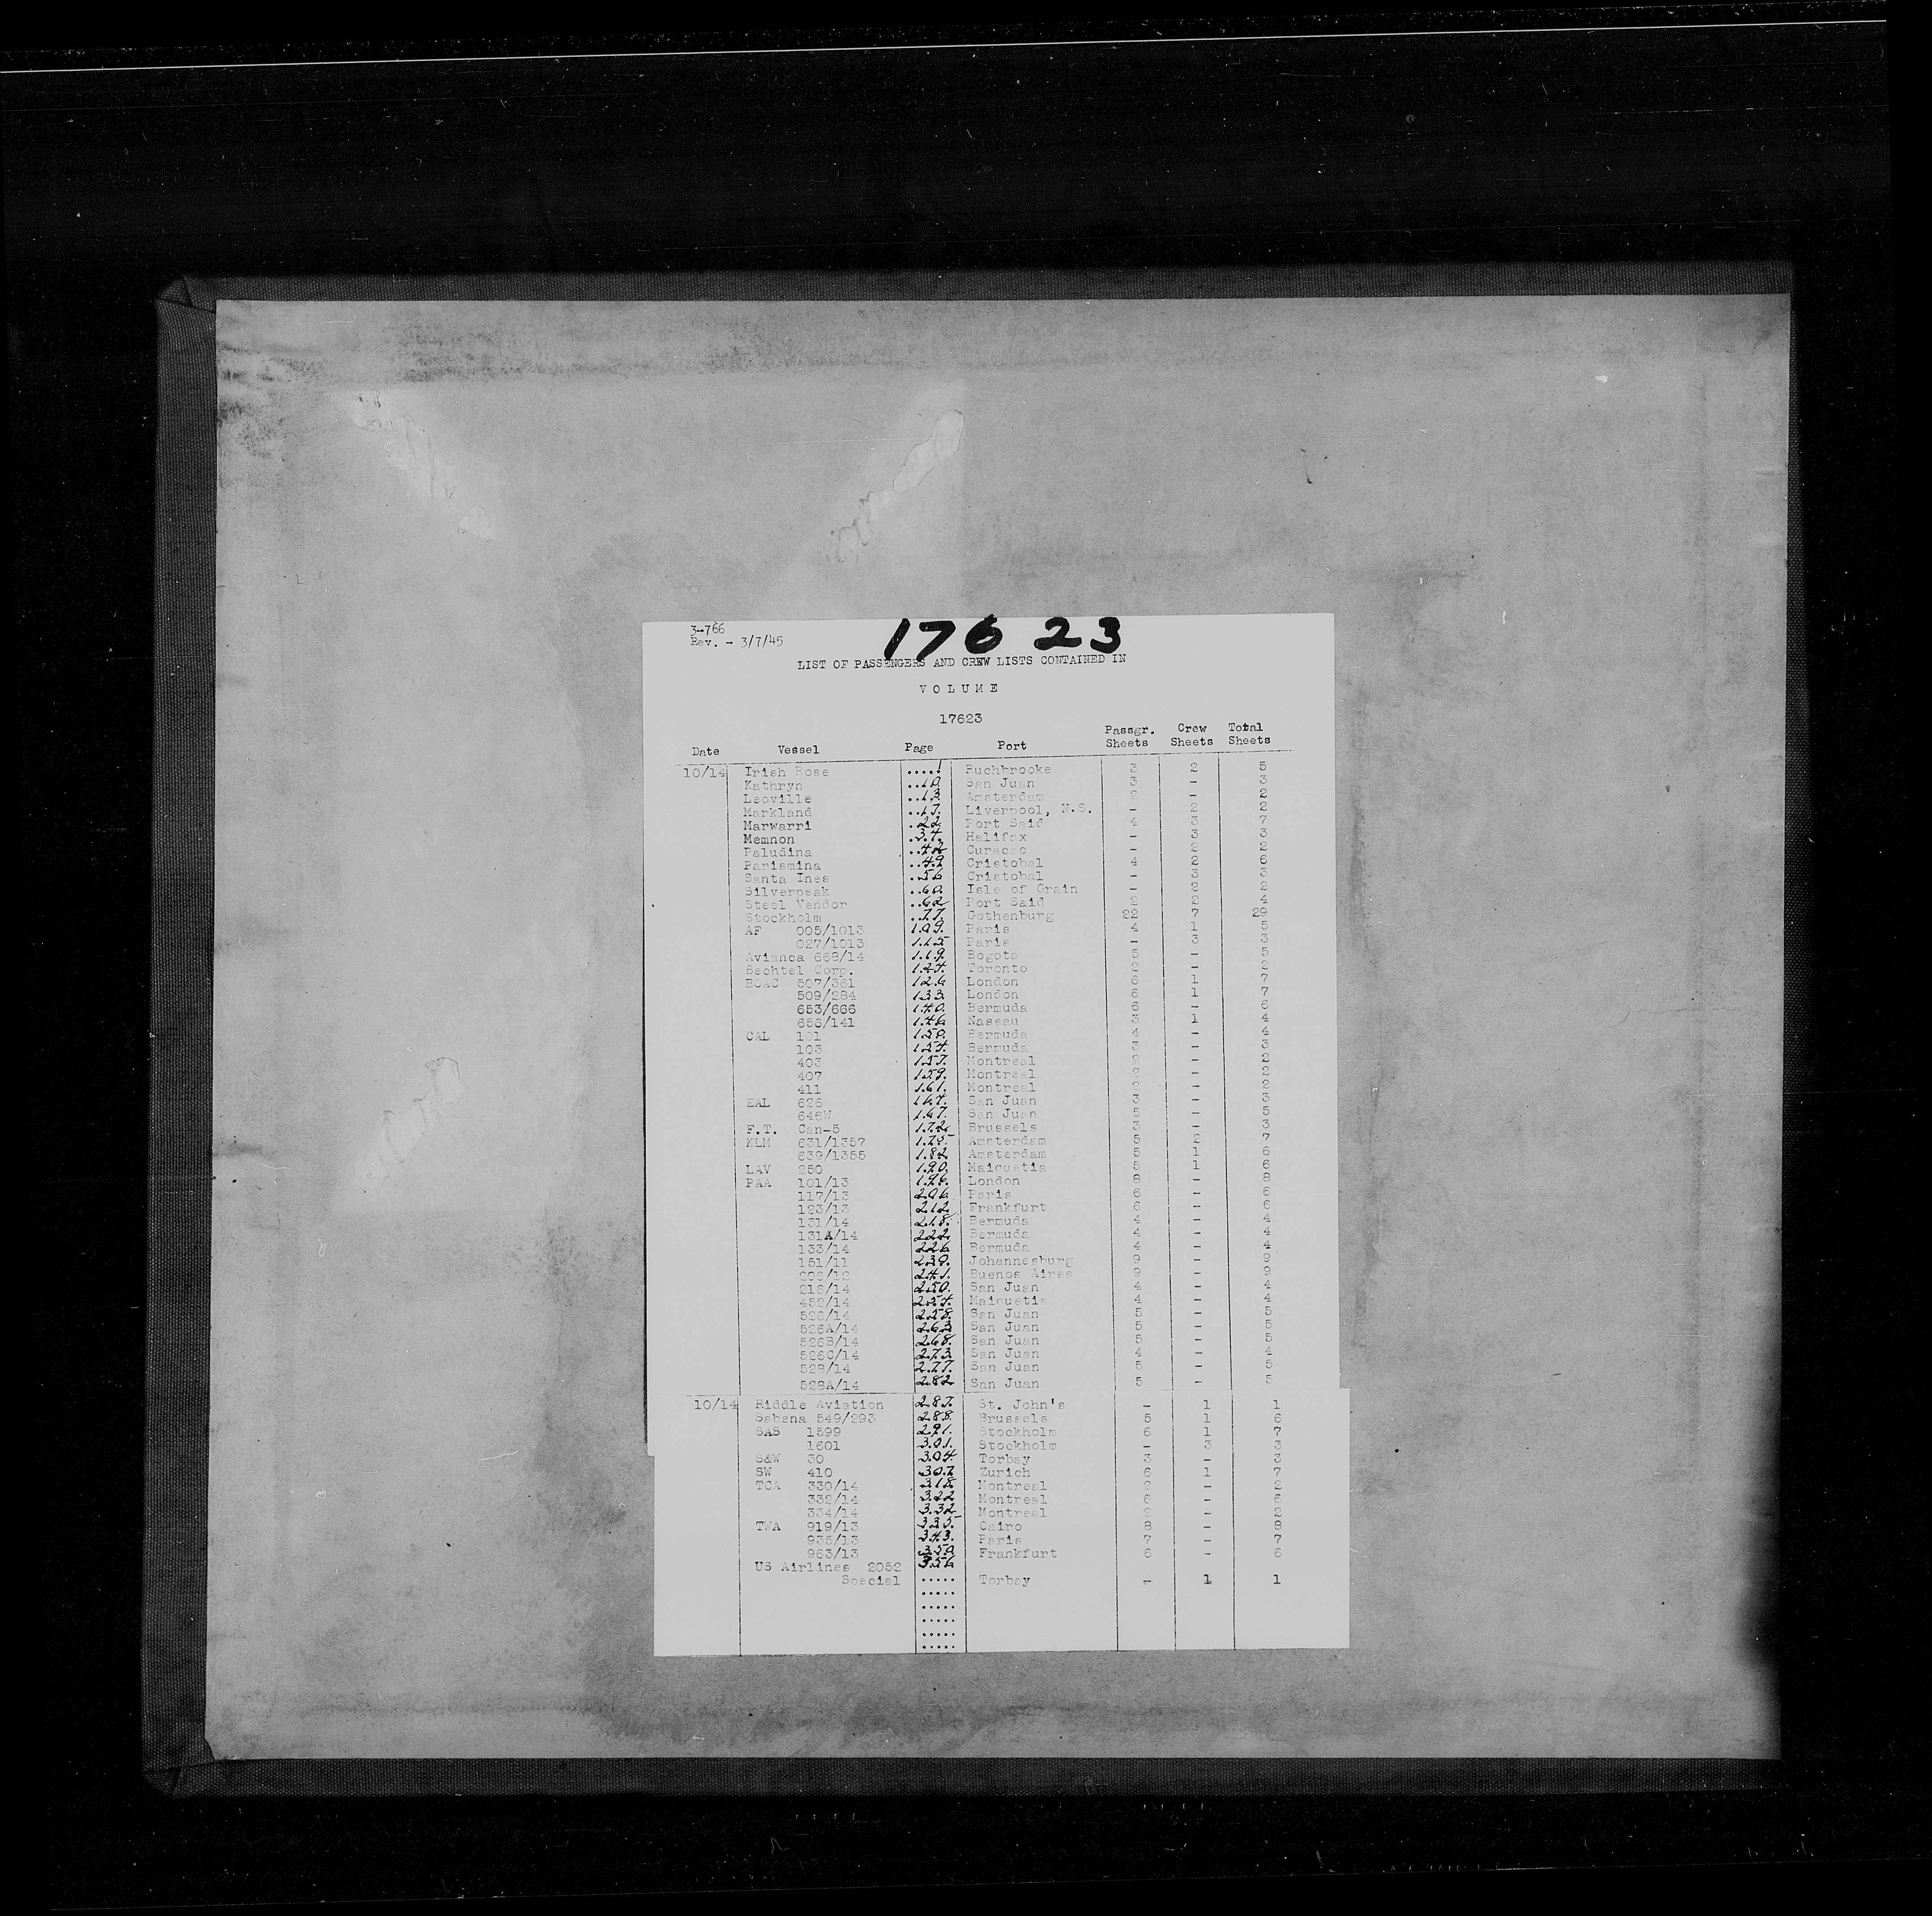 17623
3-766
Rev. - 3/7/45
LIST OF PASSENGERS AND CREW LISTS CONTAINED IN
VOLUME
17623
Date Vessel Page Port Passgr. Sheets Crew Sheets Total Sheets
10/14 Irish Rose 1 Buchbrooke 3 2 5
Kathryn 10 San Juan 3 - 3
Leoville 13 Amsterdam 2 - 2
Markland 17 Liverpool, N.S. - 2 2
Marwarri 22 Port Said 4 3 7
Memnon 34 Halifax - 3 3
Paludina 42 Curacao - 2 2
Parismina 49 Cristobal 4 2 6
Santa Ines 56 Cristobal - 3 3
Silverpeak 60 Isle of Grain - 2 2
Steel Vendor 62 Port Said 2 2 4
Stockholm 77 Gothenburg 22 7 29
AF 005/1013 109 Paris 4 1 5
027/1013 115 Paris - 3 3
Avianca 668/14 119 Bogota 5 - 5
Bechtel Corp. 124 Toronto 2 - 2
BOAC 507/361 126 London 6 1 7
509/284 133 London 6 1 7
653/666 140 Bermuda 6 - 6
656/141 146 Nassau 3 1 4
CAL 101 150 Bermuda 4 - 4
103 154 Bermuda 3 - 3
403 157 Montreal 2 - 2
407 159 Montreal 2 - 2
411 161 Montreal 2 - 2
EAL 626 164 San Juan 3 - 3
646W 167 San Juan 5 - 5
F.T. Can-5 172 Brussels 3 - 3
KLM 631/1357 175 Amsterdam 5 2 7
639/1355 182 Amsterdam 5 1 6
LAV 250 190 Maiquetia 5 1 6
PAA 101/13 196 London 8 - 8
117/13 206 Paris 6 - 6
123/13 212 Frankfurt 6 - 6
131/14 218 Bermuda 4 - 4
131A/14 222 Bermuda 4 - 4
133/14 226 Bermuda 4 - 4
151/11 Johannesburg 9 - 9
206/12 241 Buenos Aires 9 - 9
216/14 250 San Juan 4 - 4
452/14 254 Maiquetia 4 - 4
526/14 258 San Juan 5 - 5
526A/14 263 San Juan 5 - 5
526B/14 268 San Juan 5 - 5
526C/14 273 San Juan 4 - 4
528/14 277 San Juan 5 - 5
528A/14 282 San Juan 5 - 5
10/14 Riddle Aviation 287 St. John's - 1 1
Sabena 549/293 288 Brussels 5 1 6
SAS 1599 291 Stockholm 6 1 7
1601 301 Stockholm - 3 3
S&W 30 304 Torbay 3 - 3
SW 410 307 Zurich 6 1 7
TCA 330/14 318 Montreal 2 - 2
332/14 322 Montreal 6 - 6
334/14 332 Montreal 2 - 2
TWA 919/13 335 Cairo 8 - 8
935/13 343 Paris 7 - 7
963/13 350 Frankfurt 6 - 6
US Airlines 2052 356
Special ..... Torbay - 1 1